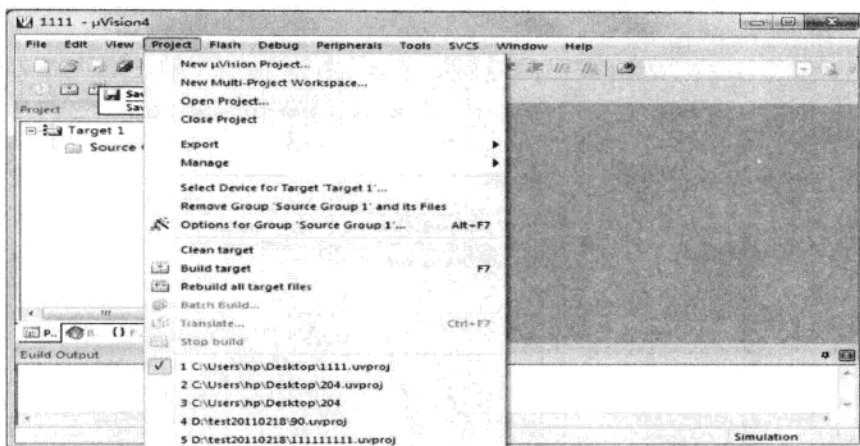 1111 - µVision4
File Edit View Project Flash Debug Peripherals Tools SVCS Window Help
New µVision Project...
New Multi-Project Workspace...
Open Project...
Close Project
Project
Target 1
Source
Export
Manage
Select Device for Target 'Target 1'...
Remove Group 'Source Group 1' and its Files
Options for Group 'Source Group 1'... Alt+F7
Clean target
Build target F7
Rebuild all target files
Batch Build...
Translate... Ctrl+F7
Stop build
P..
Build Output
1 C:\Users\hp\Desktop\1111.uvproj
2 C:\Users\hp\Desktop\204.uvproj
3 C:\Users\hp\Desktop\204
4 D:\test20110218\90.uvproj
5 D:\test20110218\111111111.uvproj
Simulation